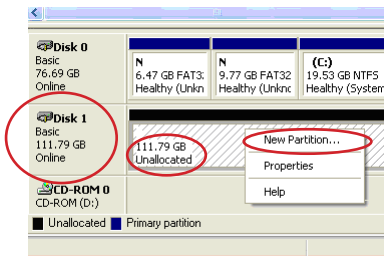 Disk 0
Basic
76.69 GB
Online
N
6.47 GB FAT3:
Healthy (Unkn
N
9.77 GB FAT32
Healthy (Unknc
(C:)
19.53 GB NTFS
Healthy (System
Disk 1
Basic
111.79 GB
Online
111.79 GB
Unallocated
New Partition...
Properties
Help
CD-ROM 0
CD-ROM (D:)
Unallocated Primary partition